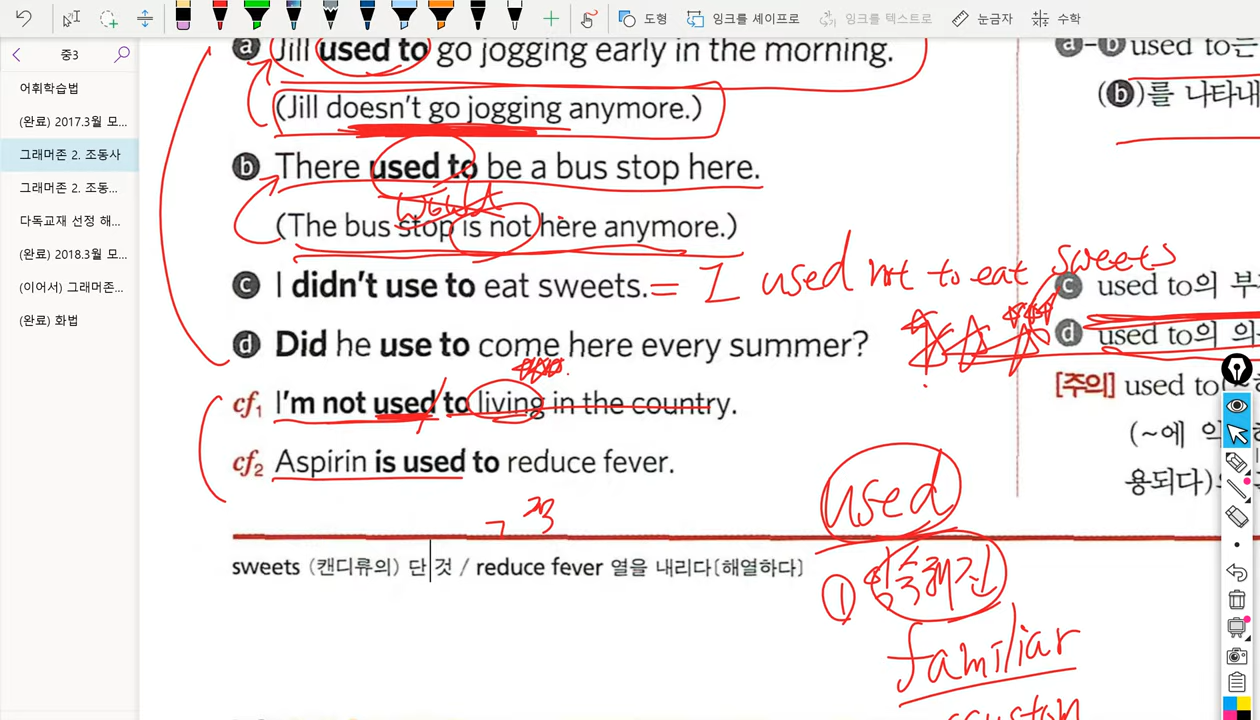 도형
잉크를 셰이프로
잉크를 텍스트로
눈금자
수학
중3
어휘학습법
(완료) 2017.3월 모...
그래머존 2. 조동사
그래머존 2. 조동...
다독교재 선정 해...
(완료) 2018.3월 모...
(이어서) 그래머존...
(완료) 화법
ⓐ Jill used to go jogging early in the morning.
(Jill doesn't go jogging anymore.)
ⓑ There used to be a bus stop here.
would
(The bus stop is not here anymore.)
ⓒ I didn't use to eat sweets. = I used not to eat sweets
ⓓ Did he use to come here every summer?
cf1 I'm not used to living in the country.
cf2 Aspirin is used to reduce fever.
sweets (캔디류의) 단 것 / reduce fever 열을 내리다[해열하다]
used
① 익숙해진
familiar
ⓐ-ⓑ used to는
(ⓑ)를 나타내
ⓒ used to의 부
ⓓ used to의 의
[주의] used to
(~에 익
용되다)